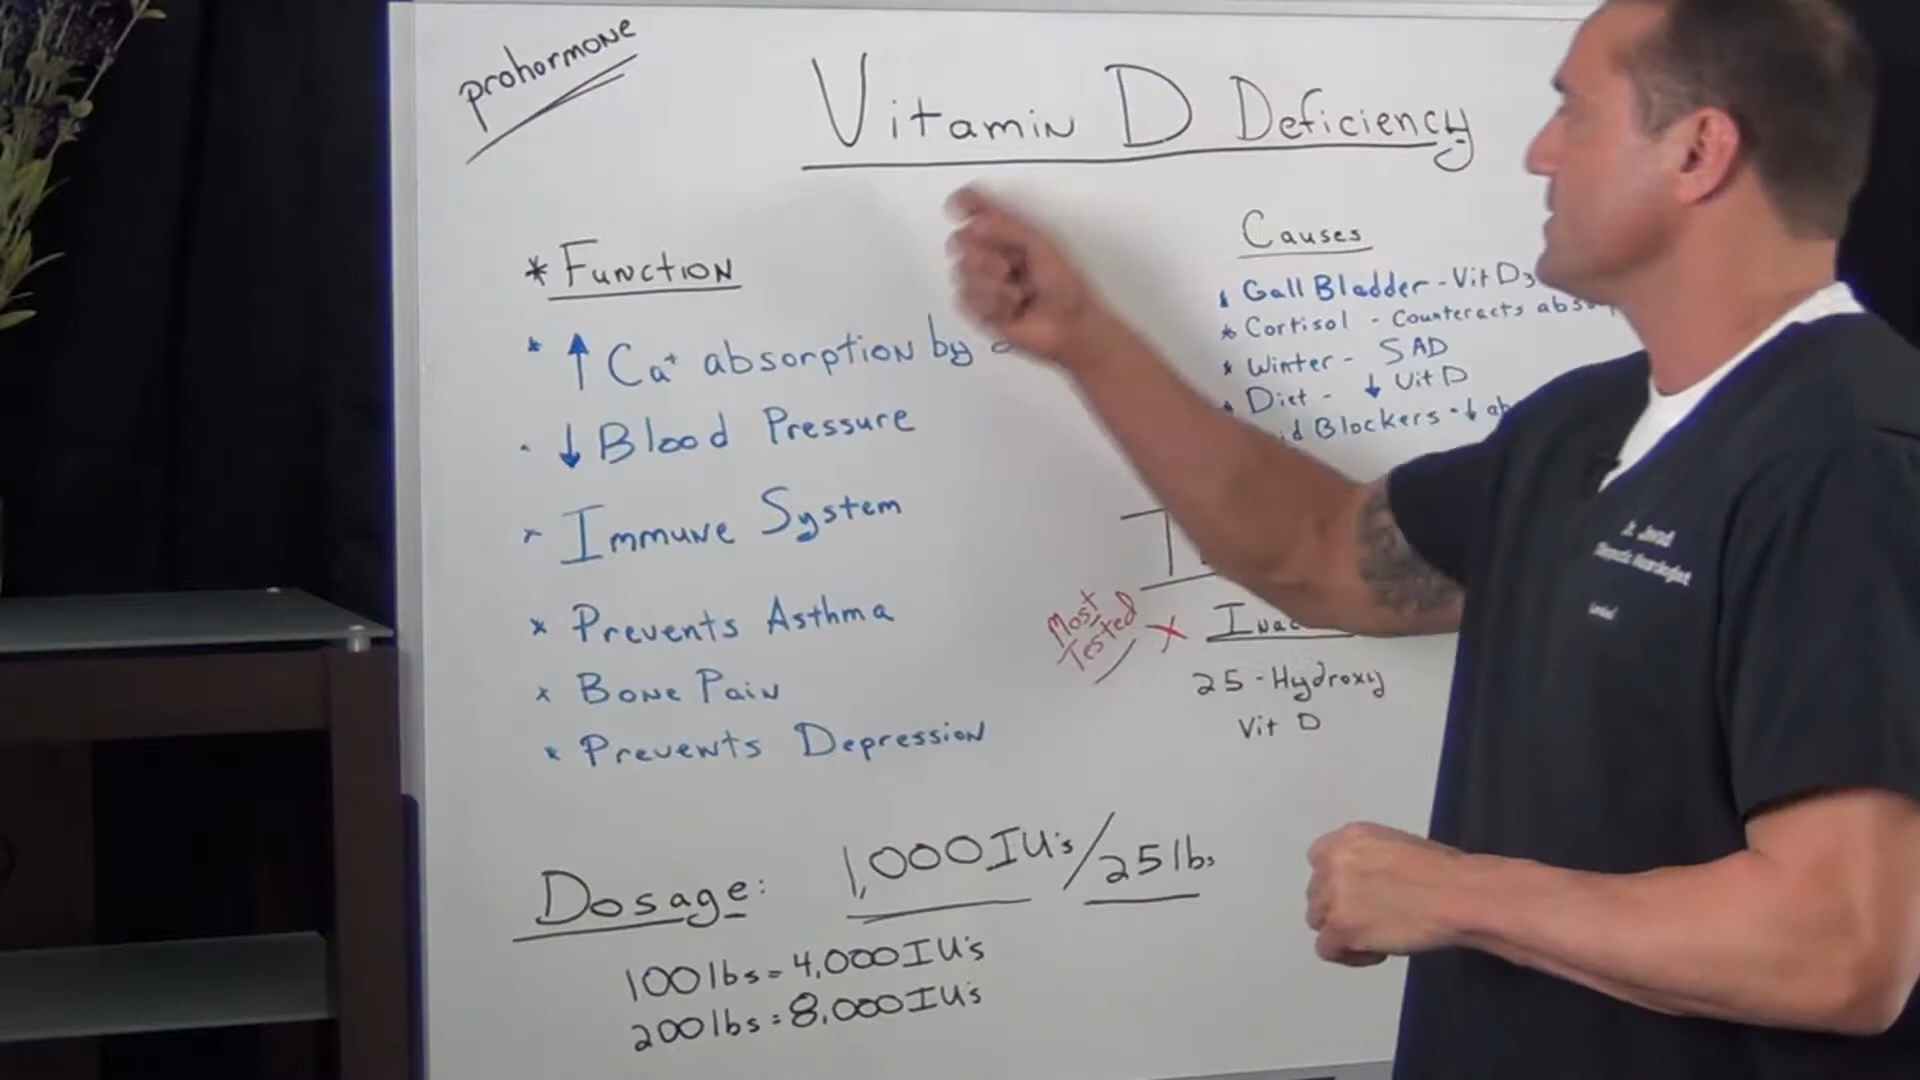 prohormone
Vitamin D Deficiency
* Function
* ↑ Ca+ absorption by
↓ Blood Pressure
* Immune System
* Prevents Asthma
* Bone Pain
* Prevents Depression
Causes
* Gall Bladder - Vit D3
* Cortisol - Counteracts
* Winter - SAD
* Diet - ↓ Vit D
Blockers - ↓
Most
Tested
X
25-Hydroxy
Vit D
Dosage: 1,000 IU's / 25 lbs
100 lbs = 4,000 IU's
200 lbs = 8,000 IU's